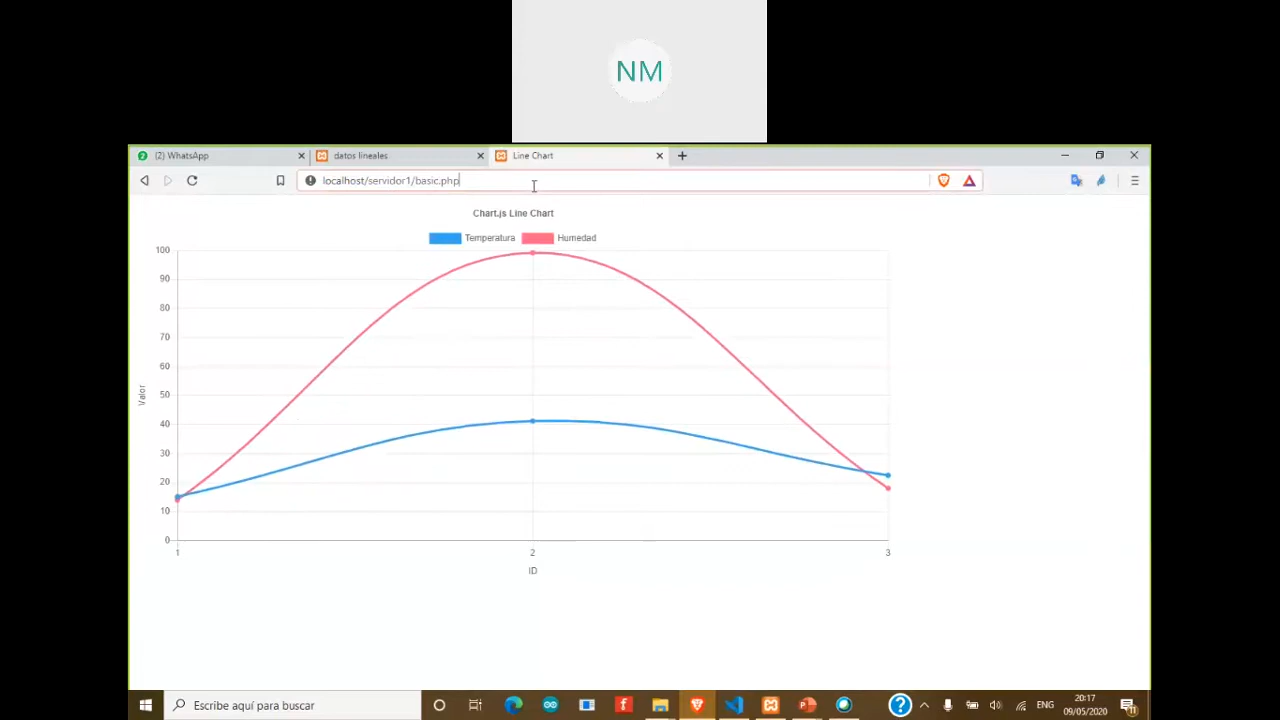 NM
(2) WhatsApp
datos lineales
Line Chart
localhost/servidor1/basic.php
Chart.js Line Chart
Temperatura
Humedad
100
90
80
70
60
50
40
30
20
10
0
Valor
1
2
3
ID
Escribe aquí para buscar
ENG
20:17
09/05/2020
11